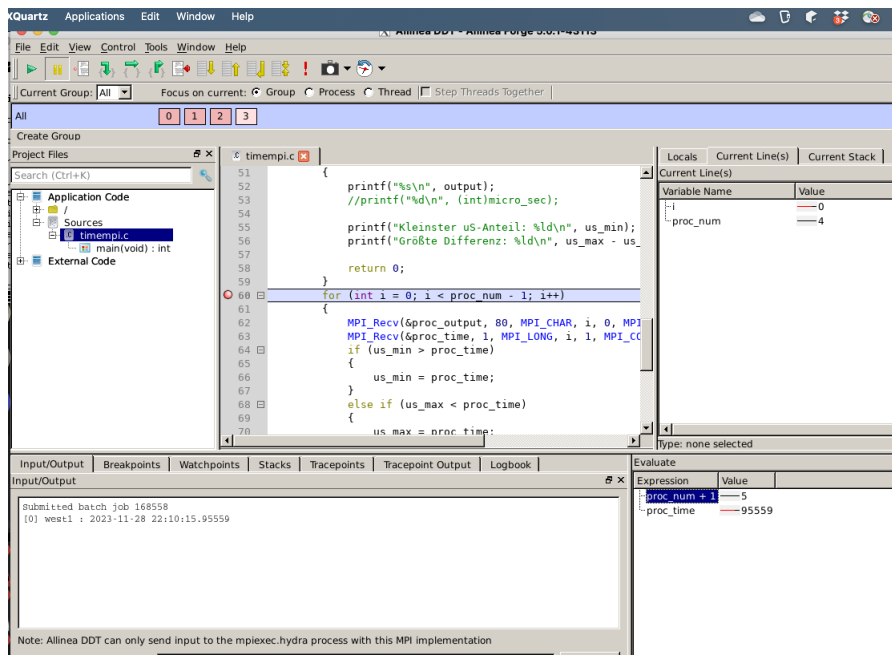 XQuartz Applications Edit Window Help
Allinea DDT - Allinea Forge 5.0.1-43113
File Edit View Control Tools Window Help
Current Group: All Focus on current: Group Process Thread Step Threads Together
All 0 1 2 3
Create Group
Project Files
Search (Ctrl+K)
Application Code
/
Sources
timempi.c
main(void) : int
External Code
timempi.c
51 {
52 printf("%s\n", output);
53 //printf("%d\n", (int)micro_sec);
54
55 printf("Kleinster uS-Anteil: %ld\n", us_min);
56 printf("Größte Differenz: %ld\n", us_max - us_
57
58 return 0;
59 }
60 for (int i = 0; i < proc_num - 1; i++)
61 {
62 MPI_Recv(&proc_output, 80, MPI_CHAR, i, 0, MPI
63 MPI_Recv(&proc_time, 1, MPI_LONG, i, 1, MPI_CO
64 if (us_min > proc_time)
65 {
66 us_min = proc_time;
67 }
68 else if (us_max < proc_time)
69 {
70 us_max = proc_time;
Locals Current Line(s) Current Stack
Current Line(s)
Variable Name Value
i 0
proc_num 4
Type: none selected
Input/Output Breakpoints Watchpoints Stacks Tracepoints Tracepoint Output Logbook
Input/Output
Submitted batch job 168558
[0] west1 : 2023-11-28 22:10:15.95559
Note: Allinea DDT can only send input to the mpiexec.hydra process with this MPI implementation
Evaluate
Expression Value
proc_num + 1 5
proc_time 95559